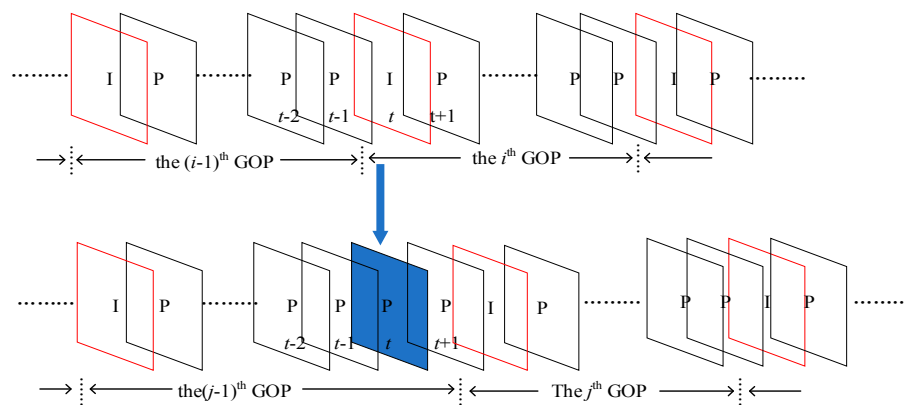 I P P P I P P P I P
t-2 t-1 t t+1
the (i-1)th GOP the ith GOP
I P P P P P I P P P I P
t-2 t-1 t t+1
the(j-1)th GOP The jth GOP